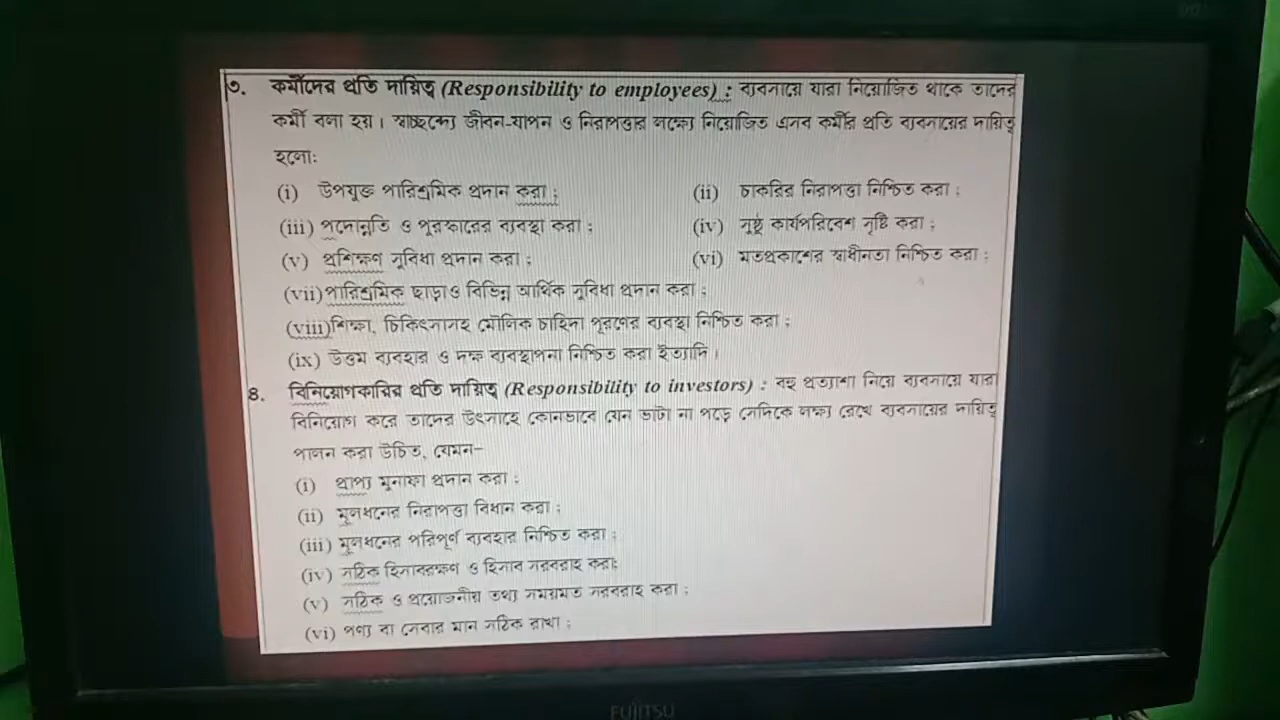 ৩. কর্মীদের প্রতি দায়িত্ব (Responsibility to employees) : ব্যবসায়ে যারা নিয়োজিত থাকে তাদের
কর্মী বলা হয়। স্বাচ্ছন্দ্যে জীবন-যাপন ও নিরাপত্তার লক্ষ্যে নিয়োজিত এসব কর্মীর প্রতি ব্যবসায়ের দায়িত্ব
হলো:
(i) উপযুক্ত পারিশ্রমিক প্রদান করা ; (ii) চাকরির নিরাপত্তা নিশ্চিত করা ;
(iii) পদোন্নতি ও পুরস্কারের ব্যবস্থা করা ; (iv) সুষ্ঠু কার্যপরিবেশ সৃষ্টি করা ;
(v) প্রশিক্ষণ সুবিধা প্রদান করা ; (vi) মতপ্রকাশের স্বাধীনতা নিশ্চিত করা ;
(vii)পারিশ্রমিক ছাড়াও বিভিন্ন আর্থিক সুবিধা প্রদান করা ;
(viii)শিক্ষা, চিকিৎসাসহ মৌলিক চাহিদা পূরণের ব্যবস্থা নিশ্চিত করা ;
(ix) উত্তম ব্যবহার ও দক্ষ ব্যবস্থাপনা নিশ্চিত করা ইত্যাদি।
৪. বিনিয়োগকারির প্রতি দায়িত্ব (Responsibility to investors) : বহু প্রত্যাশা নিয়ে ব্যবসায়ে যারা
বিনিয়োগ করে তাদের উৎসাহে কোনভাবে যেন ভাটা না পড়ে সেদিকে লক্ষ্য রেখে ব্যবসায়ের দায়িত্ব
পালন করা উচিত, যেমন–
(i) প্রাপ্য মুনাফা প্রদান করা ;
(ii) মুলধনের নিরাপত্তা বিধান করা ;
(iii) মুলধনের পরিপূর্ণ ব্যবহার নিশ্চিত করা ;
(iv) সঠিক হিসাবরক্ষণ ও হিসাব সরবরাহ করা;
(v) সঠিক ও প্রয়োজনীয় তথ্য সময়মত সরবরাহ করা ;
(vi) পণ্য বা সেবার মান সঠিক রাখা ;
FUJITSU